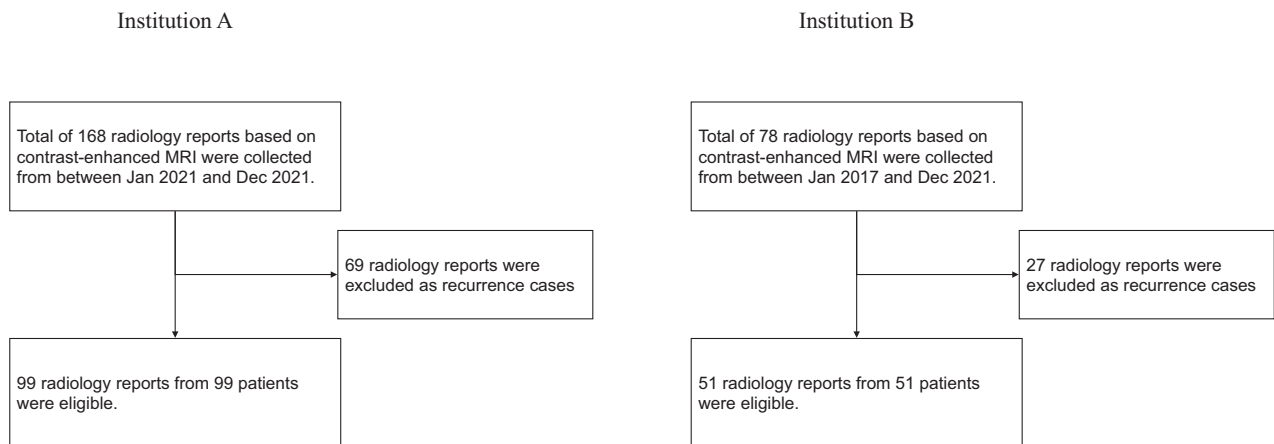 Institution A
Total of 168 radiology reports based on
contrast-enhanced MRI were collected
from between Jan 2021 and Dec 2021.
69 radiology reports were
excluded as recurrence cases
99 radiology reports from 99 patients
were eligible.
Institution B
Total of 78 radiology reports based on
contrast-enhanced MRI were collected
from between Jan 2017 and Dec 2021.
27 radiology reports were
excluded as recurrence cases
51 radiology reports from 51 patients
were eligible.